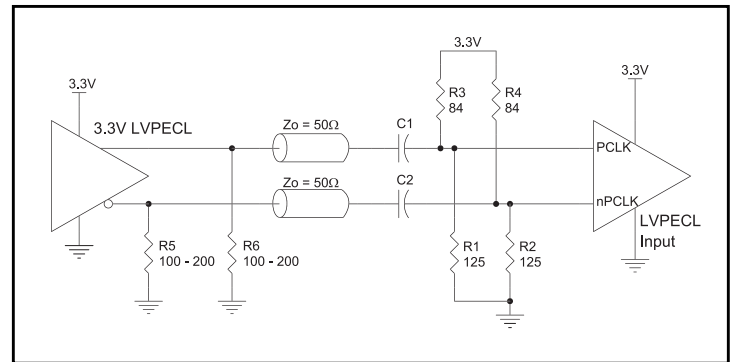 3.3V
3.3V
3.3V
3.3V LVPECL
R3
84
R4
84
Zo = 50Ω
C1
PCLK
Zo = 50Ω
C2
nPCLK
LVPECL
Input
R5
100 - 200
R6
100 - 200
R1
125
R2
125